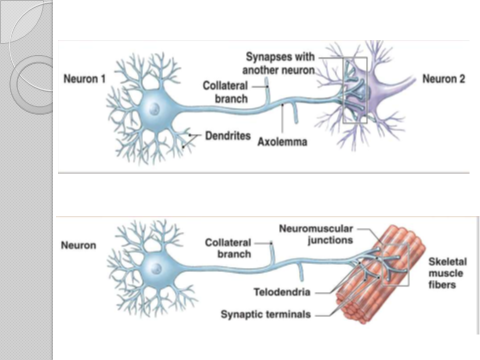 Synapses with
another neuron
Neuron 1
Neuron 2
Collateral
branch
Dendrites
Axolemma
Neuromuscular
junctions
Neuron
Collateral
branch
Skeletal
muscle
fibers
Telodendria
Synaptic terminals